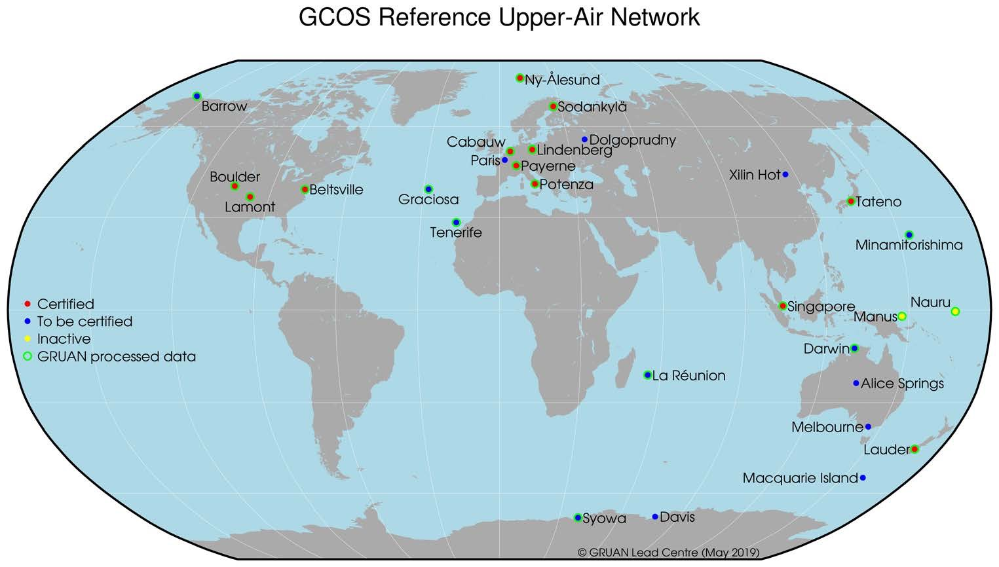 GCOS Reference Upper-Air Network
Ny-Ålesund
Barrow
Sodankylä
Cabauw
Dolgoprudny
Lindenberg
Paris
Payerne
Xilin Hot
Boulder
Potenza
Beltsville
Graciosa
Lamont
Tateno
Tenerife
Minamitorishima
Nauru
Certified
Singapore
Manus
To be certified
Inactive
Darwin
GRUAN processed data
La Réunion
Alice Springs
Melbourne
Lauder
Macquarie Island
Syowa
Davis
© GRUAN Lead Centre (May 2019)